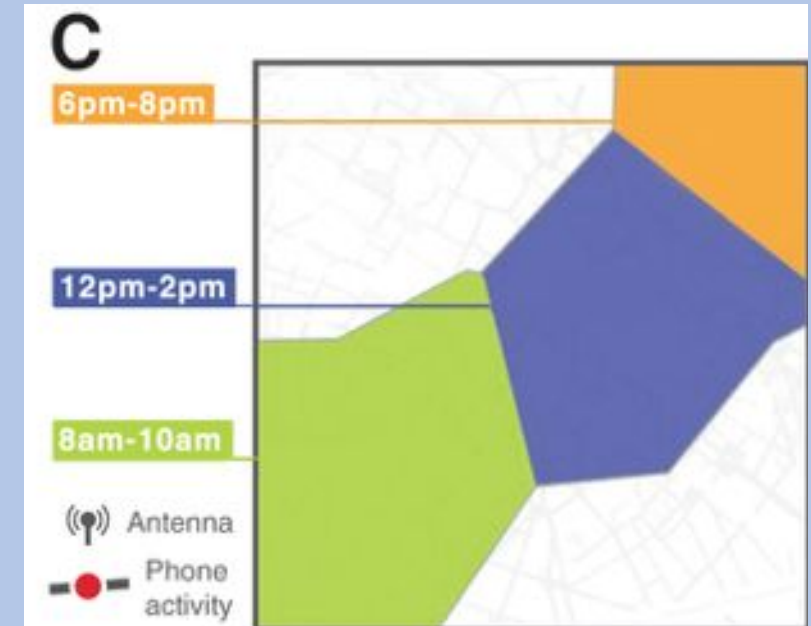 C
6pm-8pm
12pm-2pm
8am-10am
Antenna
Phone
activity